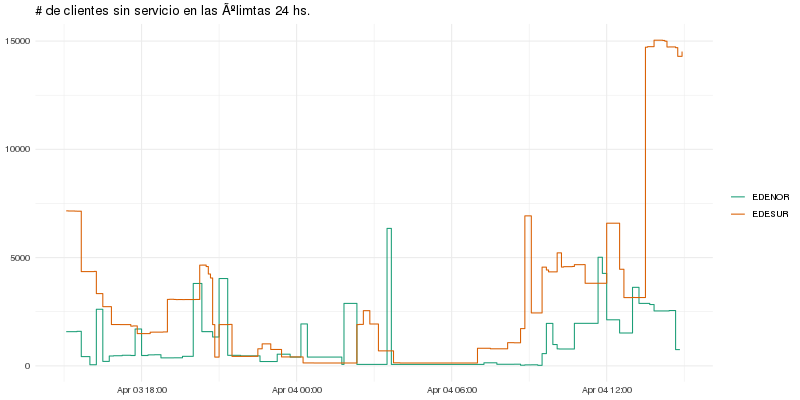 # de clientes sin servicio en las Ãºlimtas 24 hs.
15000
10000
5000
0
Apr 03 18:00
Apr 04 00:00
Apr 04 06:00
Apr 04 12:00
EDENOR
EDESUR